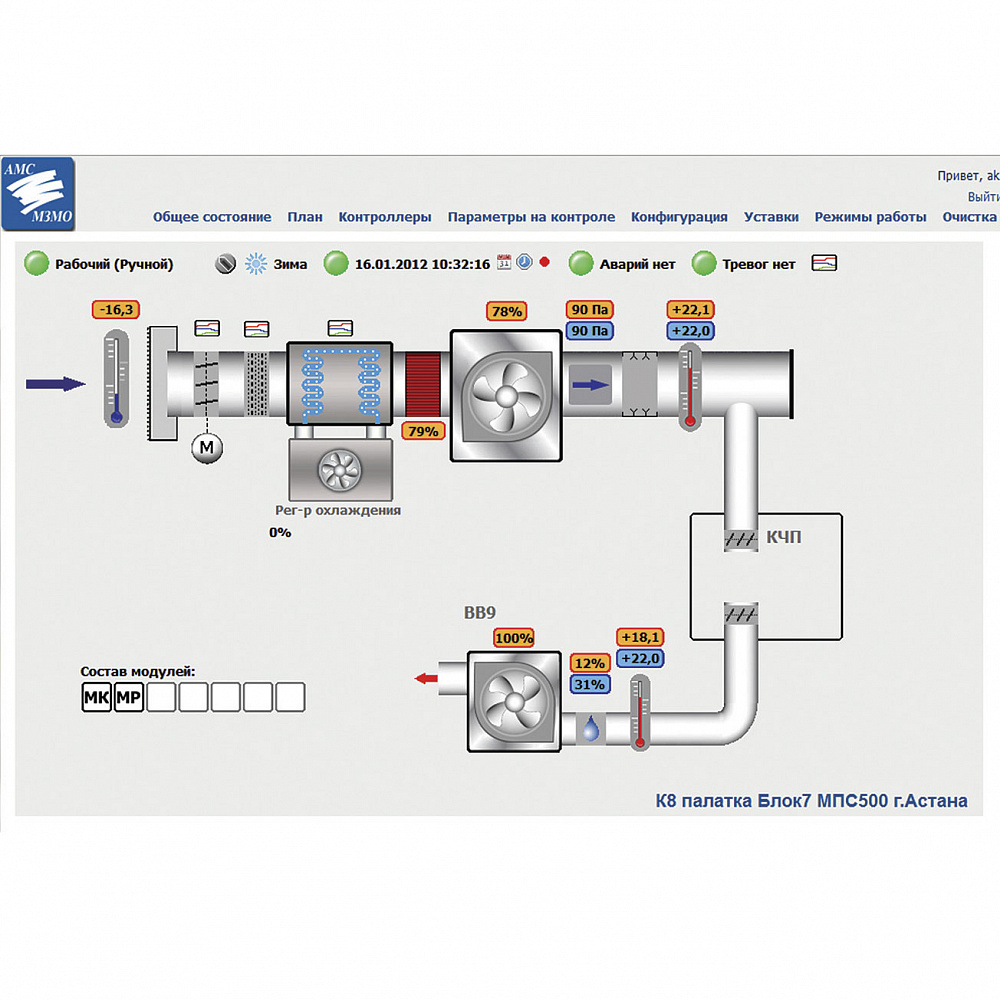 АМС
МЗМО
Привет, ak
Выйти
Общее состояние План Контроллеры Параметры на контроле Конфигурация Уставки Режимы работы Очистка
Рабочий (Ручной) Зима 16.01.2012 10:32:16 Аварий нет Тревог нет
-16,3
78%
90 Па
90 Па
+22,1
+22,0
М
79%
Рег-р охлаждения
0%
КЧП
ВВ9
100%
12%
31%
+18,1
+22,0
Состав модулей:
МК МР
К8 палатка Блок7 МПС500 г.Астана